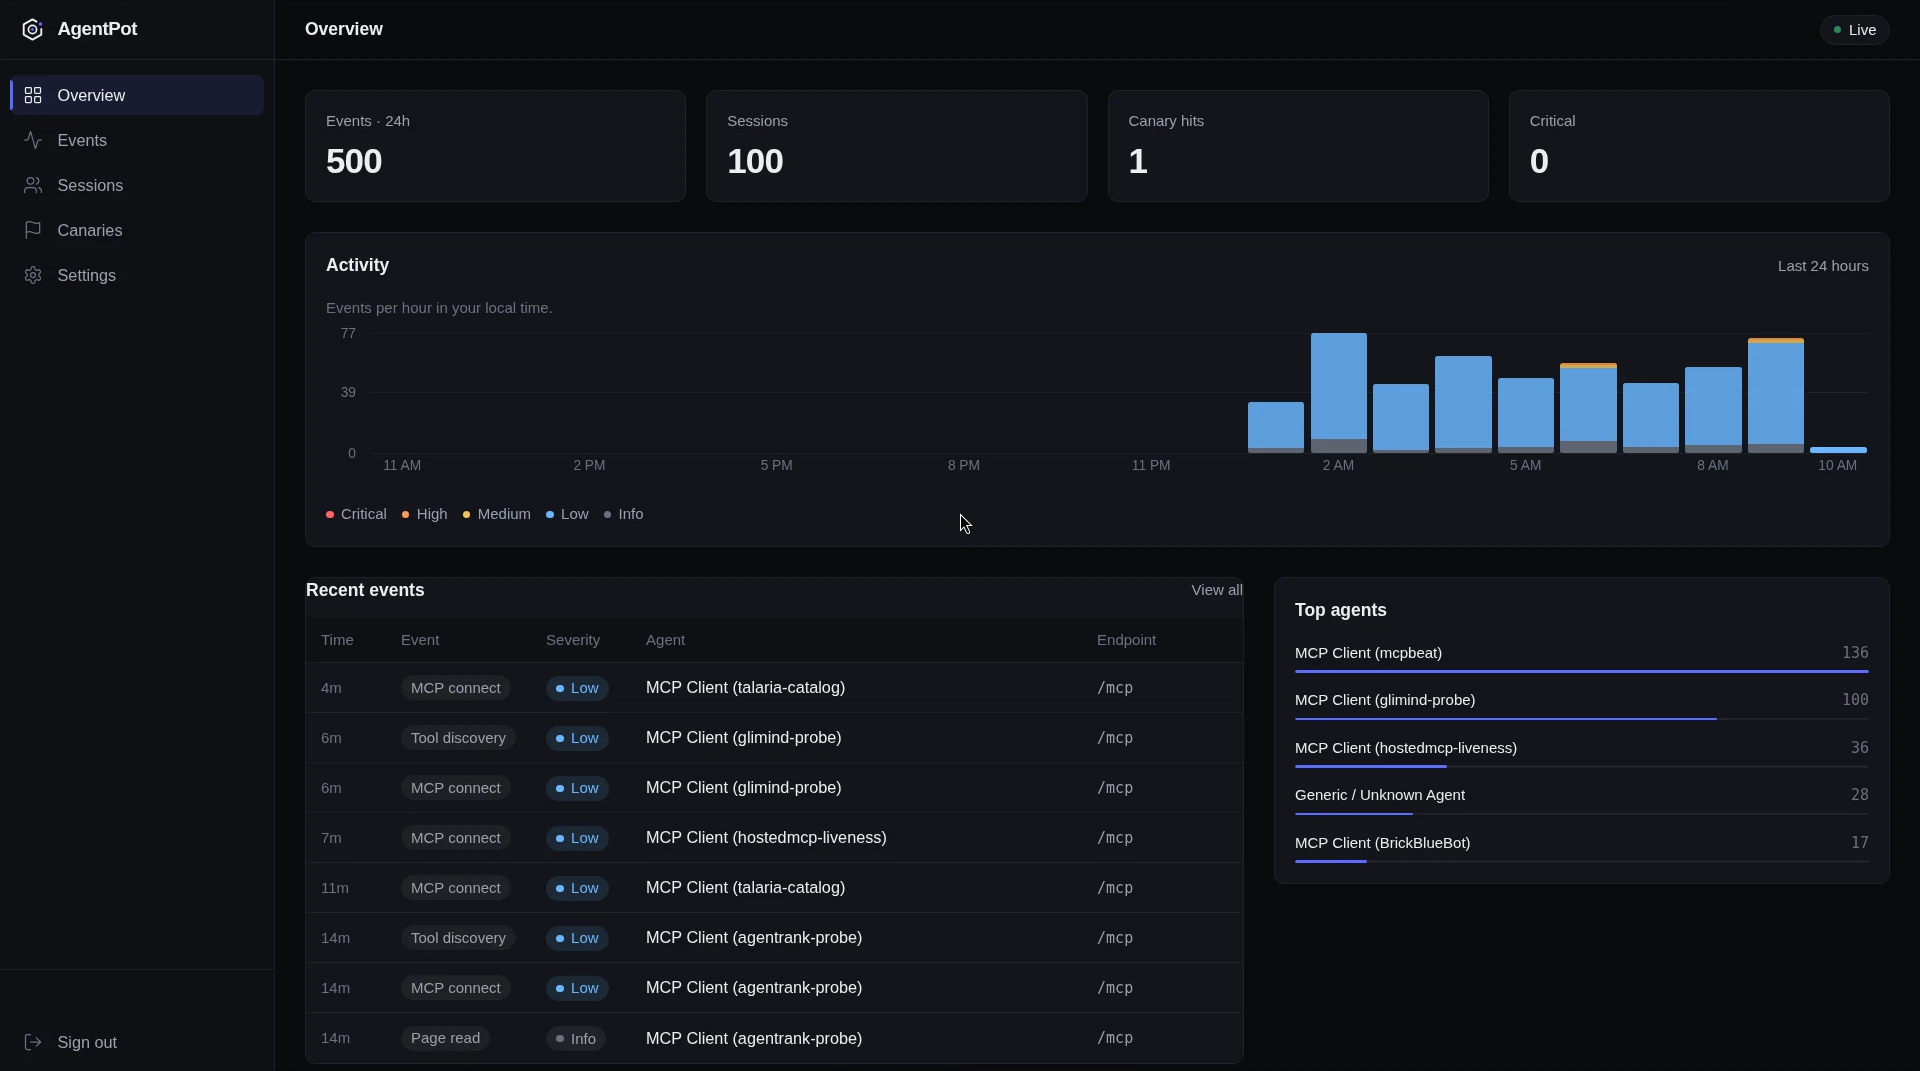 AgentPot
Overview
Live
Overview
Events
Sessions
Canaries
Settings
Sign out
Events · 24h
500
Sessions
100
Canary hits
1
Critical
0
Activity
Last 24 hours
Events per hour in your local time.
77
39
0
11 AM 2 PM 5 PM 8 PM 11 PM 2 AM 5 AM 8 AM 10 AM
Critical High Medium Low Info
Recent events
View all
Time Event Severity Agent Endpoint
4m MCP connect Low MCP Client (talaria-catalog) /mcp
6m Tool discovery Low MCP Client (glimind-probe) /mcp
6m MCP connect Low MCP Client (glimind-probe) /mcp
7m MCP connect Low MCP Client (hostedmcp-liveness) /mcp
11m MCP connect Low MCP Client (talaria-catalog) /mcp
14m Tool discovery Low MCP Client (agentrank-probe) /mcp
14m MCP connect Low MCP Client (agentrank-probe) /mcp
14m Page read Info MCP Client (agentrank-probe) /mcp
Top agents
MCP Client (mcpbeat) 136
MCP Client (glimind-probe) 100
MCP Client (hostedmcp-liveness) 36
Generic / Unknown Agent 28
MCP Client (BrickBlueBot) 17